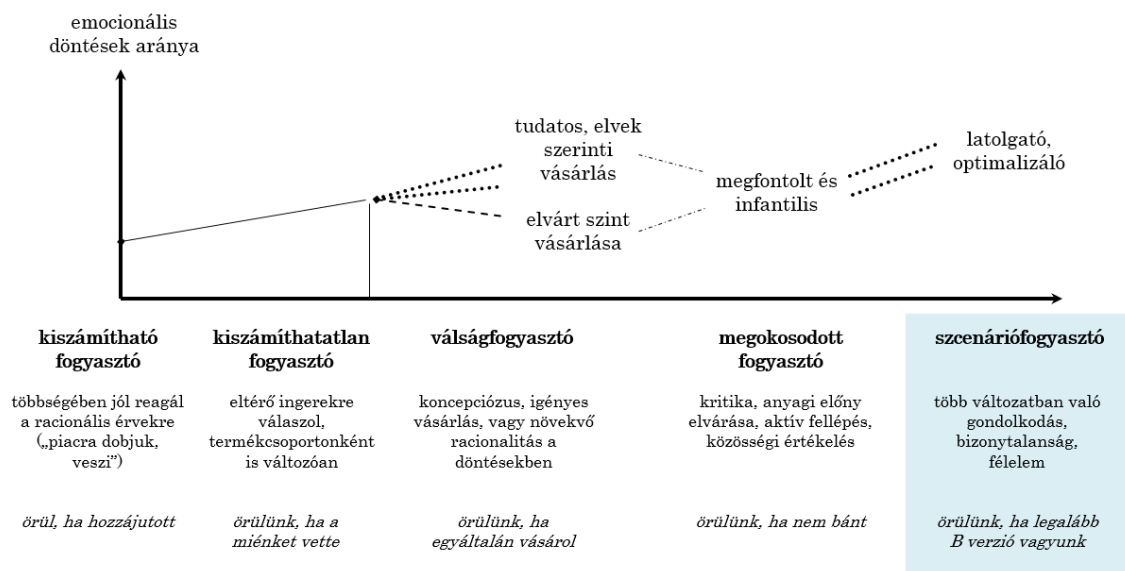 emocionális
döntések aránya
tudatos, elvek
szerinti
vásárlás
elvárt szint
vásárlása
megfontolt és
infantilis
latolgató,
optimalizáló
kiszámítható
fogyasztó
többségében jól reagál
a racionális érvekre
(„piacra dobjuk,
veszi”)
örül, ha hozzájutott
kiszámíthatatlan
fogyasztó
eltérő ingerekre
válaszol,
termékcsoportonként
is változóan
örülünk, ha a
miénket vette
válságfogyasztó
koncepciózus, igényes
vásárlás, vagy növekvő
racionalitás a
döntésekben
örülünk, ha
egyáltalán vásárol
megokosodott
fogyasztó
kritika, anyagi előny
elvárása, aktív fellépés,
közösségi értékelés
örülünk, ha nem bánt
szcenáriófogyasztó
több változatban való
gondolkodás,
bizonytalanság,
félelem
örülünk, ha legalább
B verzió vagyunk